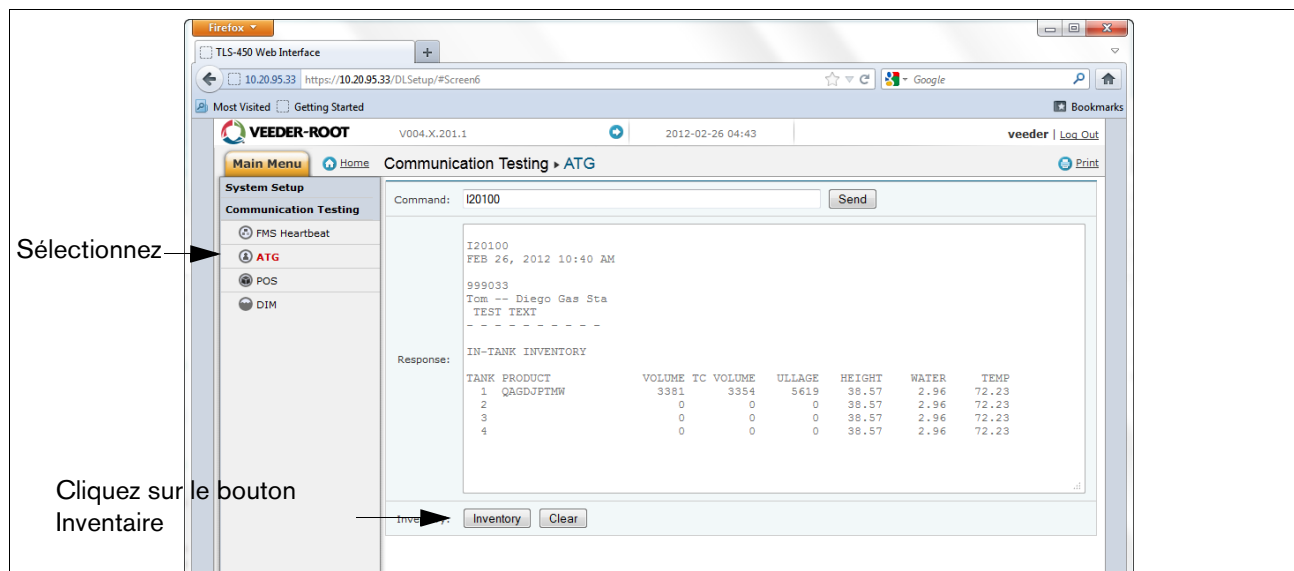 Firefox
TLS-450 Web Interface +
10.20.95.33 https://10.20.95.33/DLSetup/#Screen6 Google
Most Visited Getting Started Bookmarks
VEEDER-ROOT V004.X.201.1 2012-02-26 04:43 veeder | Log Out
Main Menu Home Communication Testing ▸ ATG Print
System Setup
Communication Testing
FMS Heartbeat
ATG
POS
DIM
Sélectionnez
Command: I20100 Send
Response:
I20100
FEB 26, 2012 10:40 AM
999033
Tom -- Diego Gas Sta
TEST TEXT
- - - - - - - - - -
IN-TANK INVENTORY
TANK PRODUCT VOLUME TC VOLUME ULLAGE HEIGHT WATER TEMP
1 QAGDJPTMW 3381 3354 5619 38.57 2.96 72.23
2 0 0 0 38.57 2.96 72.23
3 0 0 0 38.57 2.96 72.23
4 0 0 0 38.57 2.96 72.23
Cliquez sur le bouton
Inventaire
Inventory: Inventory Clear